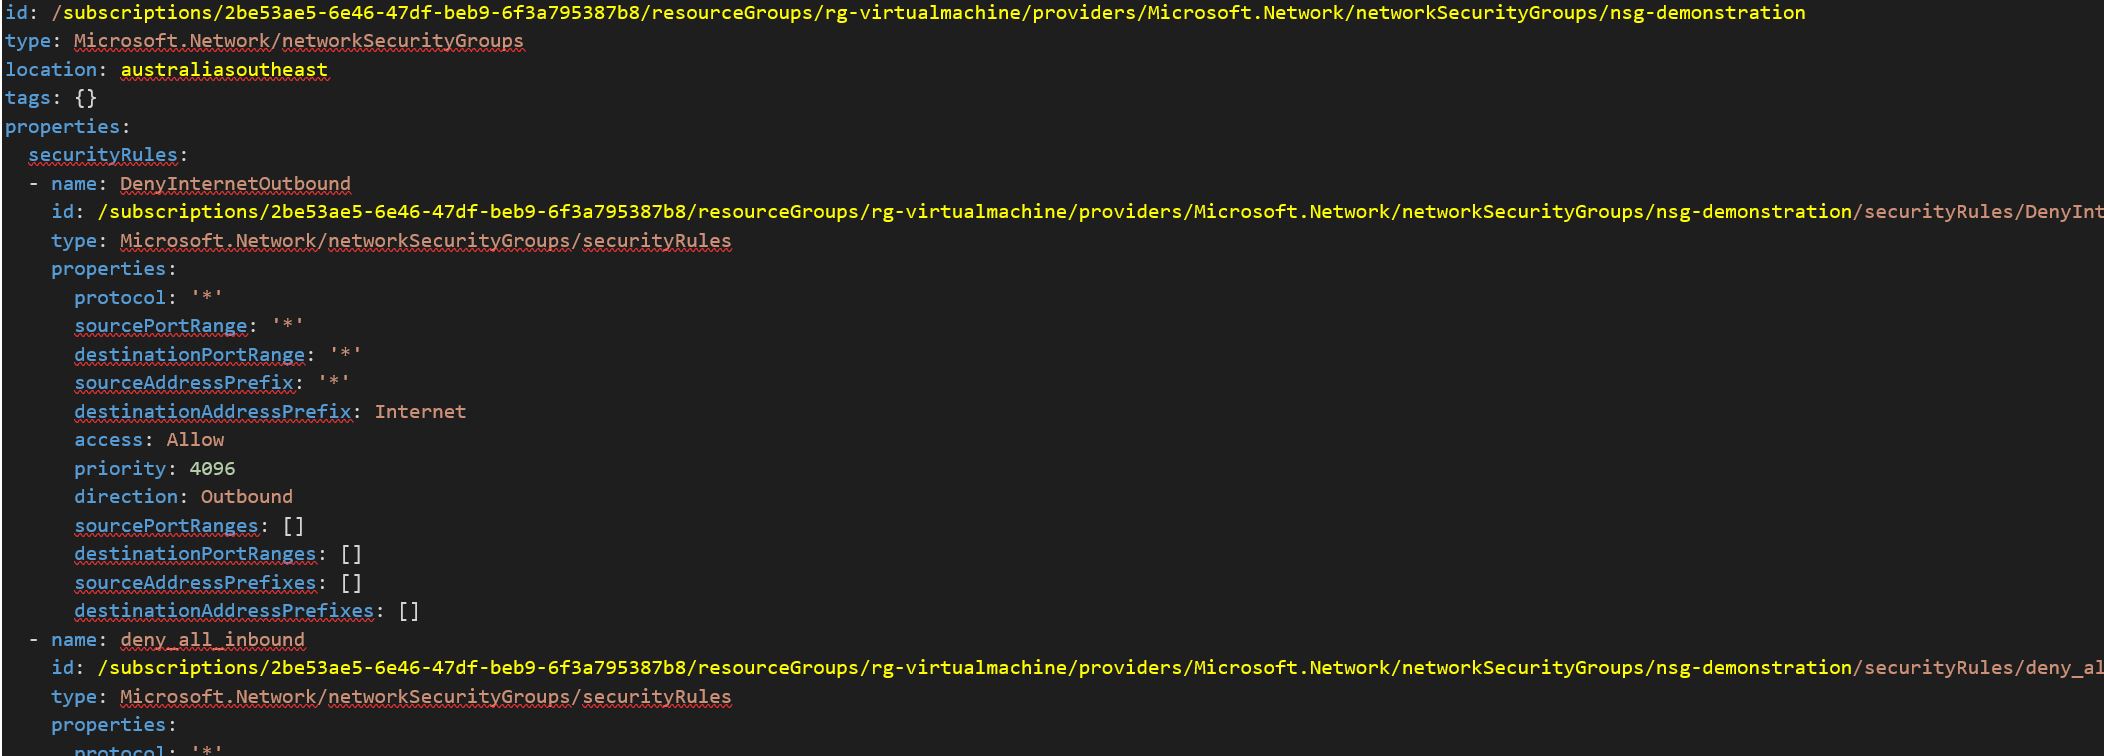 id: /subscriptions/2be53ae5-6e46-47df-beb9-6f3a795387b8/resourceGroups/rg-virtualmachine/providers/Microsoft.Network/networkSecurityGroups/nsg-demonstration
type: Microsoft.Network/networkSecurityGroups
location: australiasoutheast
tags: {}
properties:
  securityRules:
  - name: DenyInternetOutbound
    id: /subscriptions/2be53ae5-6e46-47df-beb9-6f3a795387b8/resourceGroups/rg-virtualmachine/providers/Microsoft.Network/networkSecurityGroups/nsg-demonstration/securityRules/DenyInt
    type: Microsoft.Network/networkSecurityGroups/securityRules
    properties:
      protocol: '*'
      sourcePortRange: '*'
      destinationPortRange: '*'
      sourceAddressPrefix: '*'
      destinationAddressPrefix: Internet
      access: Allow
      priority: 4096
      direction: Outbound
      sourcePortRanges: []
      destinationPortRanges: []
      sourceAddressPrefixes: []
      destinationAddressPrefixes: []
  - name: deny_all_inbound
    id: /subscriptions/2be53ae5-6e46-47df-beb9-6f3a795387b8/resourceGroups/rg-virtualmachine/providers/Microsoft.Network/networkSecurityGroups/nsg-demonstration/securityRules/deny_al
    type: Microsoft.Network/networkSecurityGroups/securityRules
    properties:
      protocol: '*'